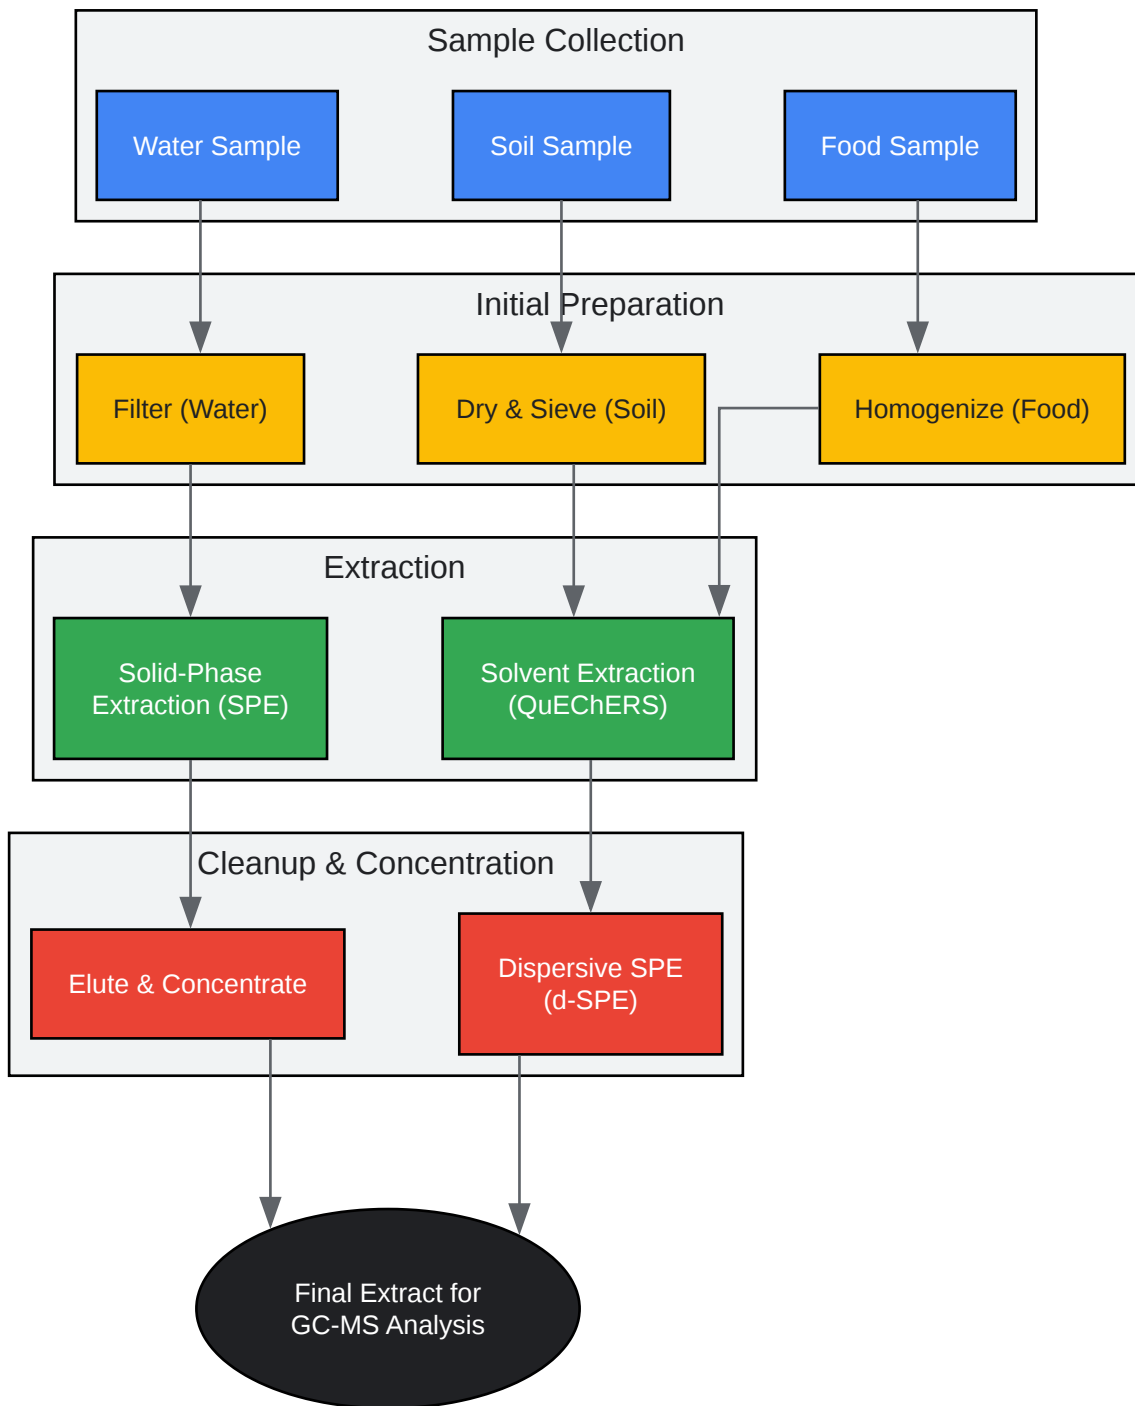 Sample Collection
Water Sample
Soil Sample
Food Sample
Initial Preparation
Filter (Water)
Dry & Sieve (Soil)
Homogenize (Food)
Extraction
Solid-Phase
Extraction (SPE)
Solvent Extraction
(QuEChERS)
Cleanup & Concentration
Elute & Concentrate
Dispersive SPE
(d-SPE)
Final Extract for
GC-MS Analysis